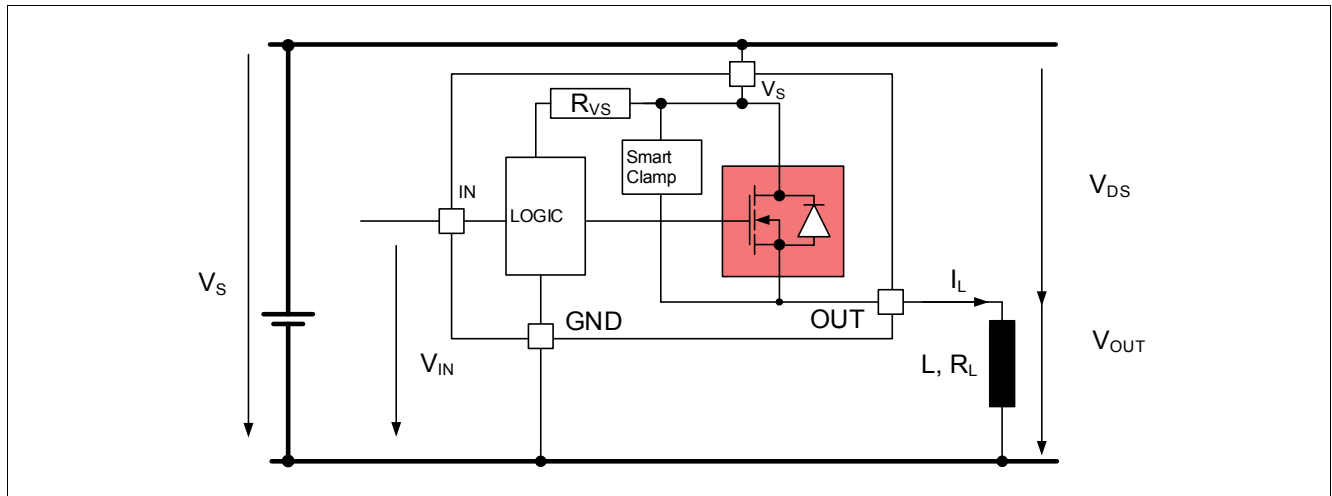 V_S
R_VS
Smart
Clamp
V_DS
IN
LOGIC
V_S
I_L
GND
OUT
V_IN
V_OUT
L, R_L